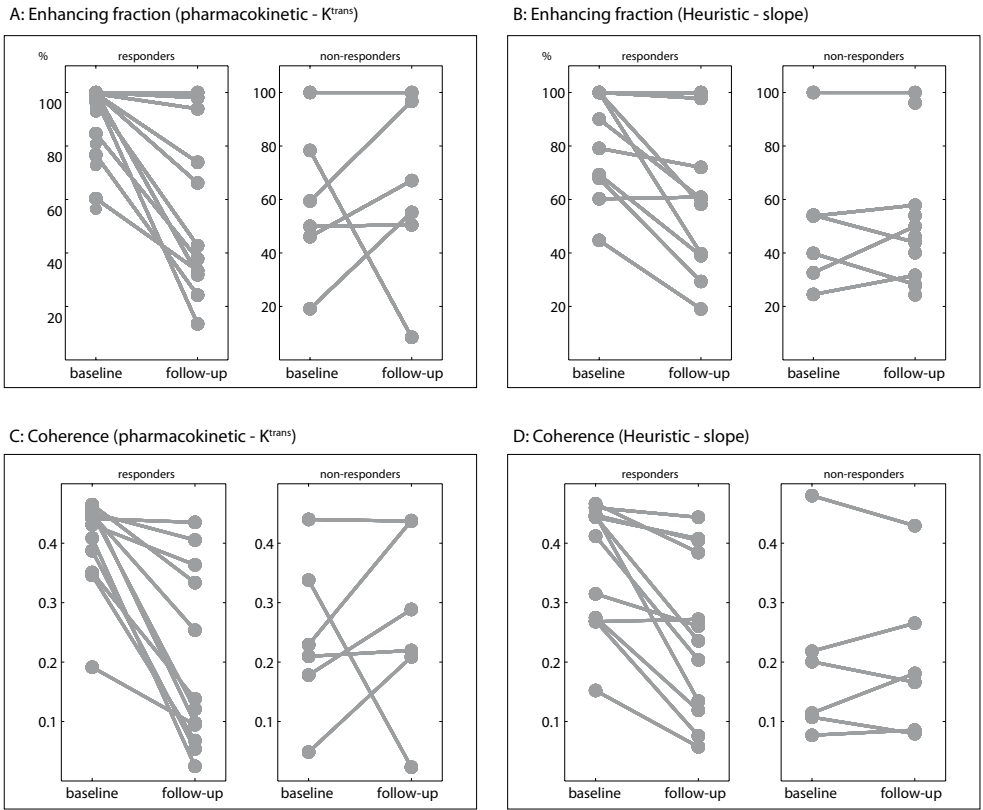 A: Enhancing fraction (pharmacokinetic - Ktrans)
% responders non-responders
100 100
80 80
60 60
40 40
20 20
baseline follow-up baseline follow-up
B: Enhancing fraction (Heuristic - slope)
% responders non-responders
100 100
80 80
60 60
40 40
20 20
baseline follow-up baseline follow-up
C: Coherence (pharmacokinetic - Ktrans)
responders non-responders
0.4 0.4
0.3 0.3
0.2 0.2
0.1 0.1
baseline follow-up baseline follow-up
D: Coherence (Heuristic - slope)
responders non-responders
0.4 0.4
0.3 0.3
0.2 0.2
0.1 0.1
baseline follow-up baseline follow-up